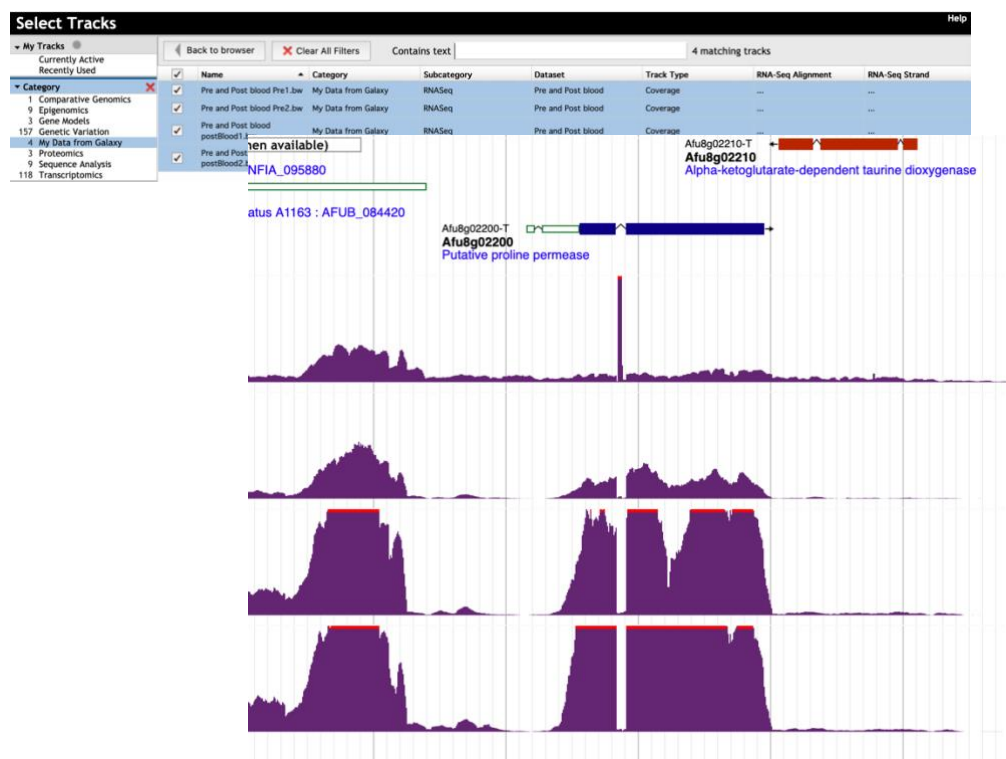 Select Tracks
Help
My Tracks
Currently Active
Recently Used
Category
1 Comparative Genomics
9 Epigenomics
3 Gene Models
157 Genetic Variation
4 My Data from Galaxy
3 Proteomics
9 Sequence Analysis
118 Transcriptomics
Back to browser
Clear All Filters
Contains text
4 matching tracks
Name Category Subcategory Dataset Track Type RNA-Seq Alignment RNA-Seq Strand
Pre and Post blood Pre1.bw My Data from Galaxy RNASeq Pre and Post blood Coverage ... ...
Pre and Post blood Pre2.bw My Data from Galaxy RNASeq Pre and Post blood Coverage ... ...
Pre and Post blood
postBlood1.
My Data from Galaxy RNASeq Pre and Post blood Coverage
Pre and Post
postBlood2.
en available)
NFIA_095880
atus A1163 : AFUB_084420
Afu8g02210-T
Afu8g02210
Alpha-ketoglutarate-dependent taurine dioxygenase
Afu8g02200-T
Afu8g02200
Putative proline permease